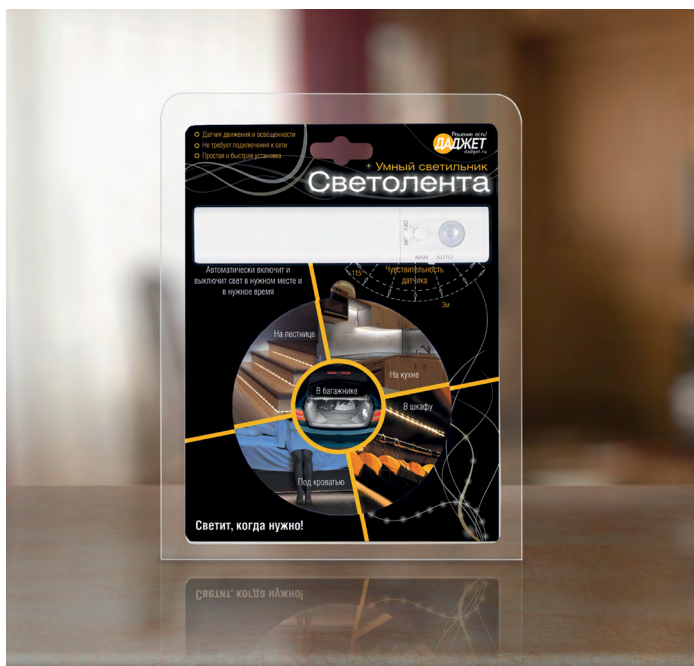 Датчик движения и освещенности
Не требует подключения к сети
Простая и быстрая установка
Решение есть!
ДАДЖЕТ
dadget.ru
Умный светильник
Светолента
ON
OFF
MAN AUTO
Автоматически включит и
выключит свет в нужном месте и
в нужное время
115°
Чувствительность
датчика
3м
На лестнице
На кухне
В багажнике
В шкафу
Под кроватью
Светит, когда нужно!